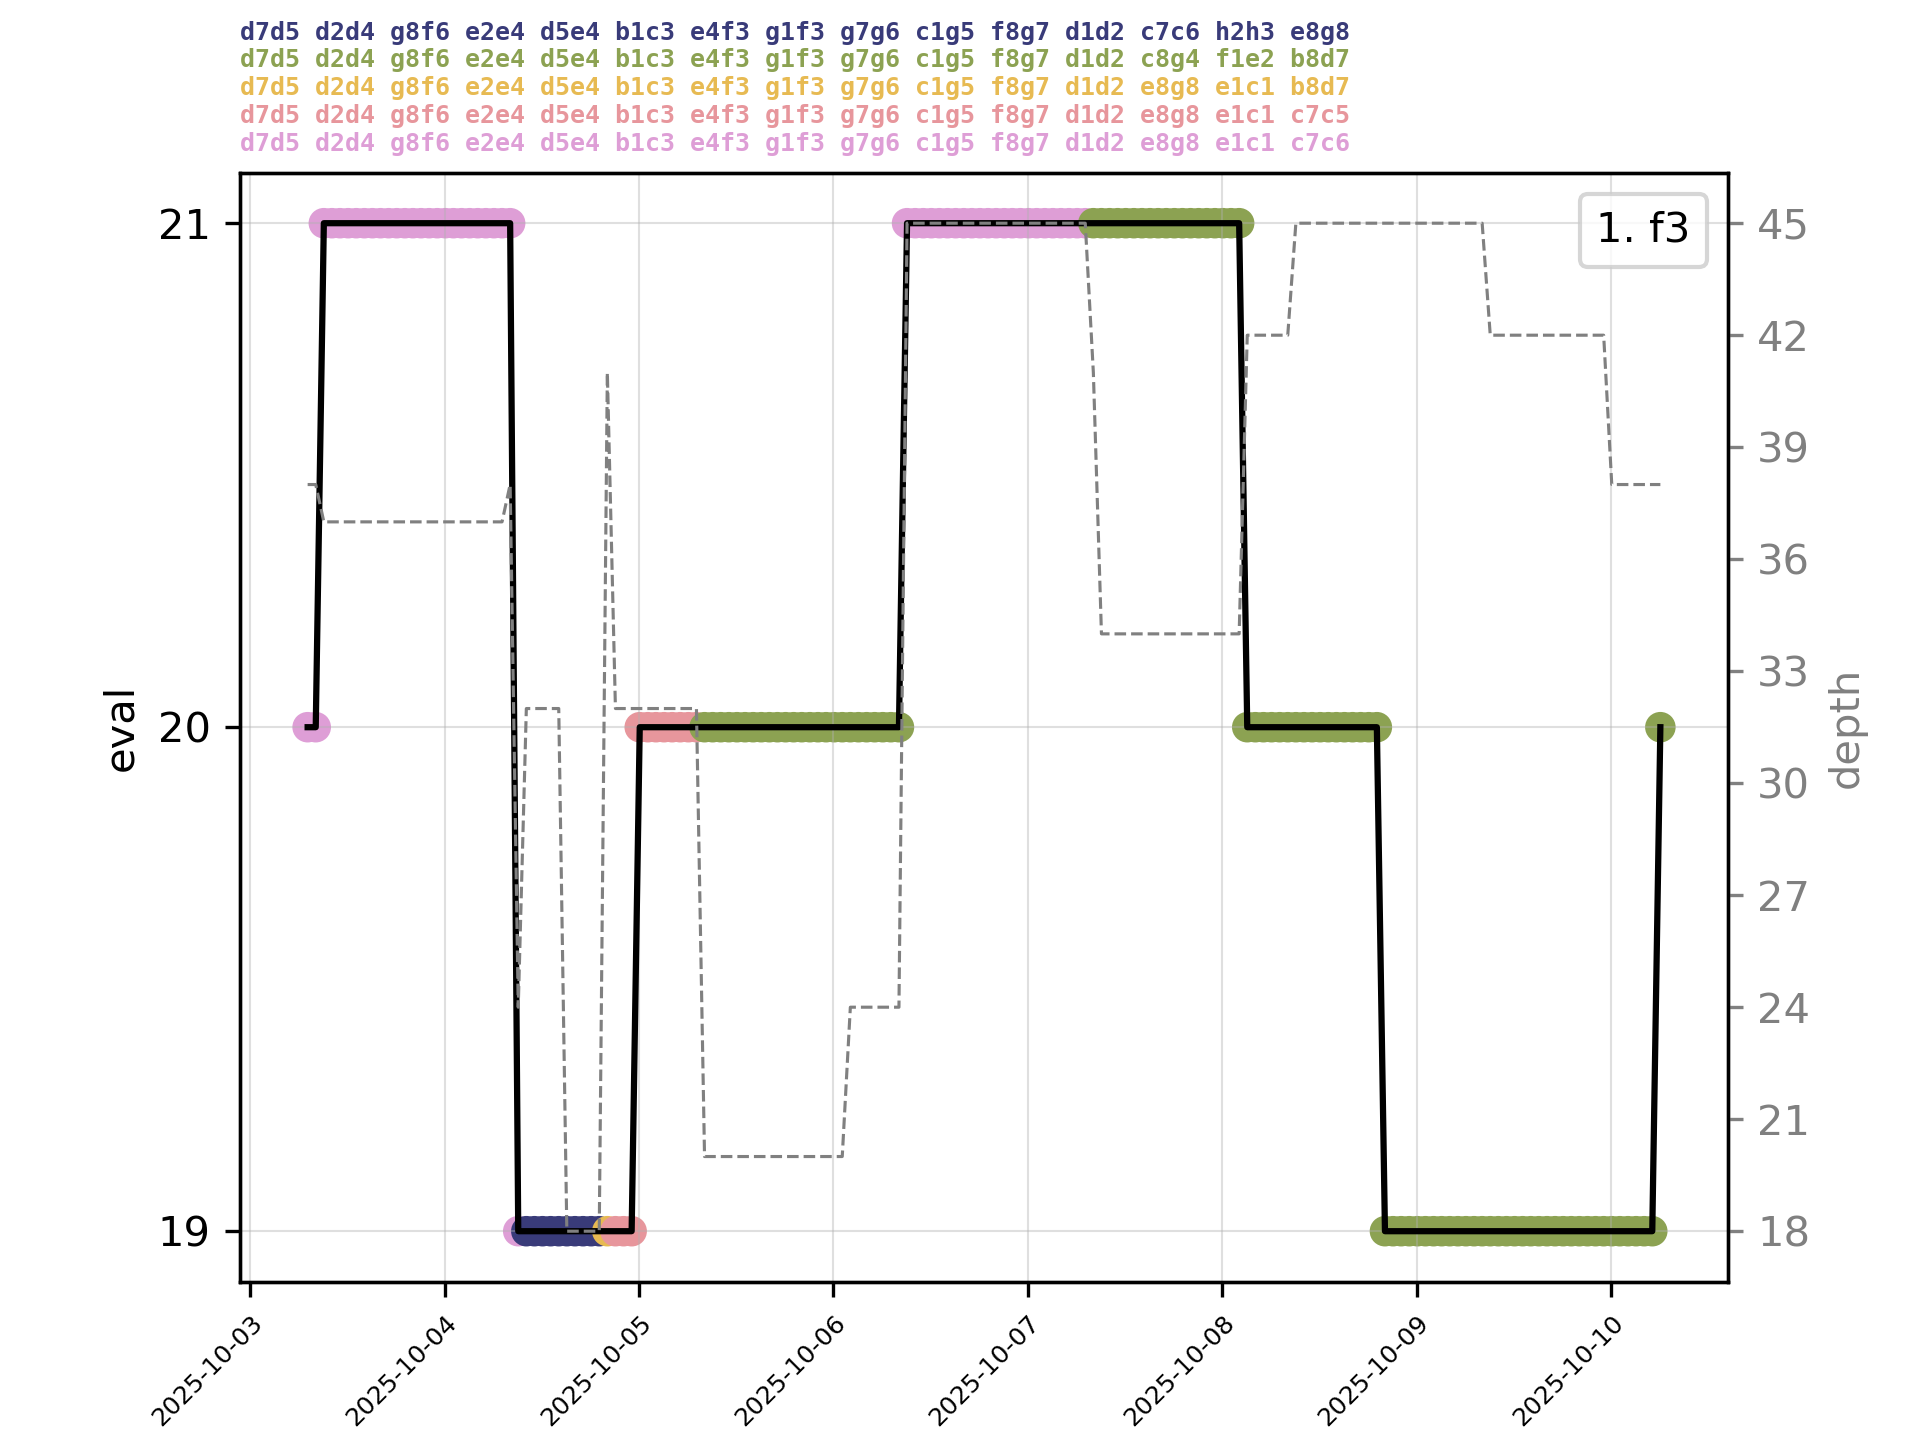 d7d5 d2d4 g8f6 e2e4 d5e4 b1c3 e4f3 g1f3 g7g6 c1g5 f8g7 d1d2 c7c6 h2h3 e8g8
d7d5 d2d4 g8f6 e2e4 d5e4 b1c3 e4f3 g1f3 g7g6 c1g5 f8g7 d1d2 c8g4 f1e2 b8d7
d7d5 d2d4 g8f6 e2e4 d5e4 b1c3 e4f3 g1f3 g7g6 c1g5 f8g7 d1d2 e8g8 e1c1 b8d7
d7d5 d2d4 g8f6 e2e4 d5e4 b1c3 e4f3 g1f3 g7g6 c1g5 f8g7 d1d2 e8g8 e1c1 c7c5
d7d5 d2d4 g8f6 e2e4 d5e4 b1c3 e4f3 g1f3 g7g6 c1g5 f8g7 d1d2 e8g8 e1c1 c7c6
1. f3
21
20
19
eval
45
42
39
36
33
30
27
24
21
18
depth
2025-10-03
2025-10-04
2025-10-05
2025-10-06
2025-10-07
2025-10-08
2025-10-09
2025-10-10